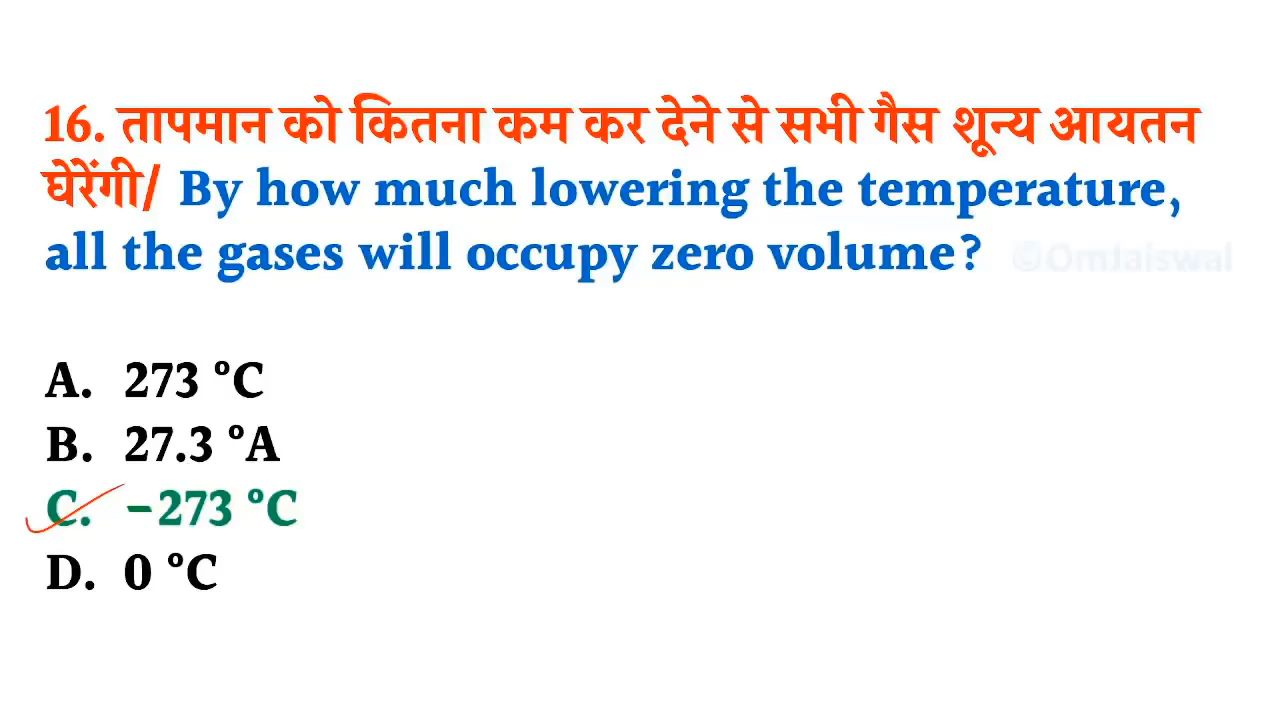 16. तापमान को कितना कम कर देने से सभी गैस शून्य आयतन
घेरेंगी/ By how much lowering the temperature,
all the gases will occupy zero volume? ©OmJaiswal
A. 273 °C
B. 27.3 °A
C. –273 °C
D. 0 °C